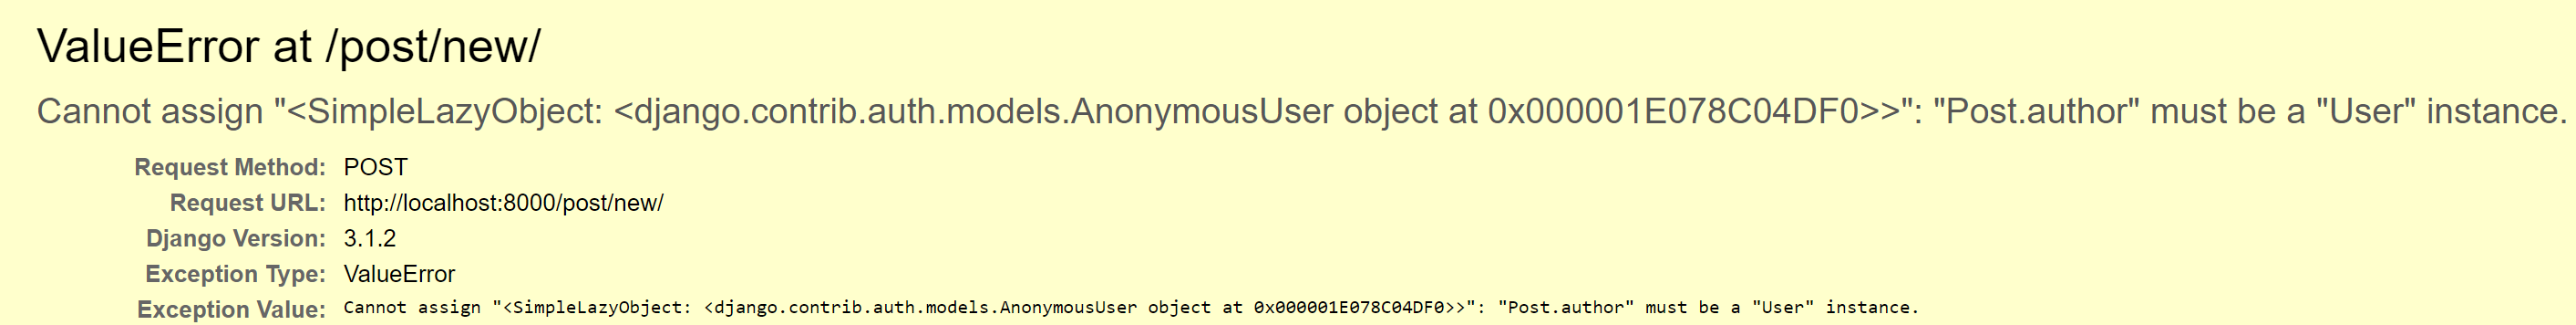 ValueError at /post/new/
Cannot assign "<SimpleLazyObject: <django.contrib.auth.models.AnonymousUser object at 0x000001E078C04DF0>>": "Post.author" must be a "User" instance.
Request Method: POST
Request URL: http://localhost:8000/post/new/
Django Version: 3.1.2
Exception Type: ValueError
Exception Value: Cannot assign "<SimpleLazyObject: <django.contrib.auth.models.AnonymousUser object at 0x000001E078C04DF0>>": "Post.author" must be a "User" instance.